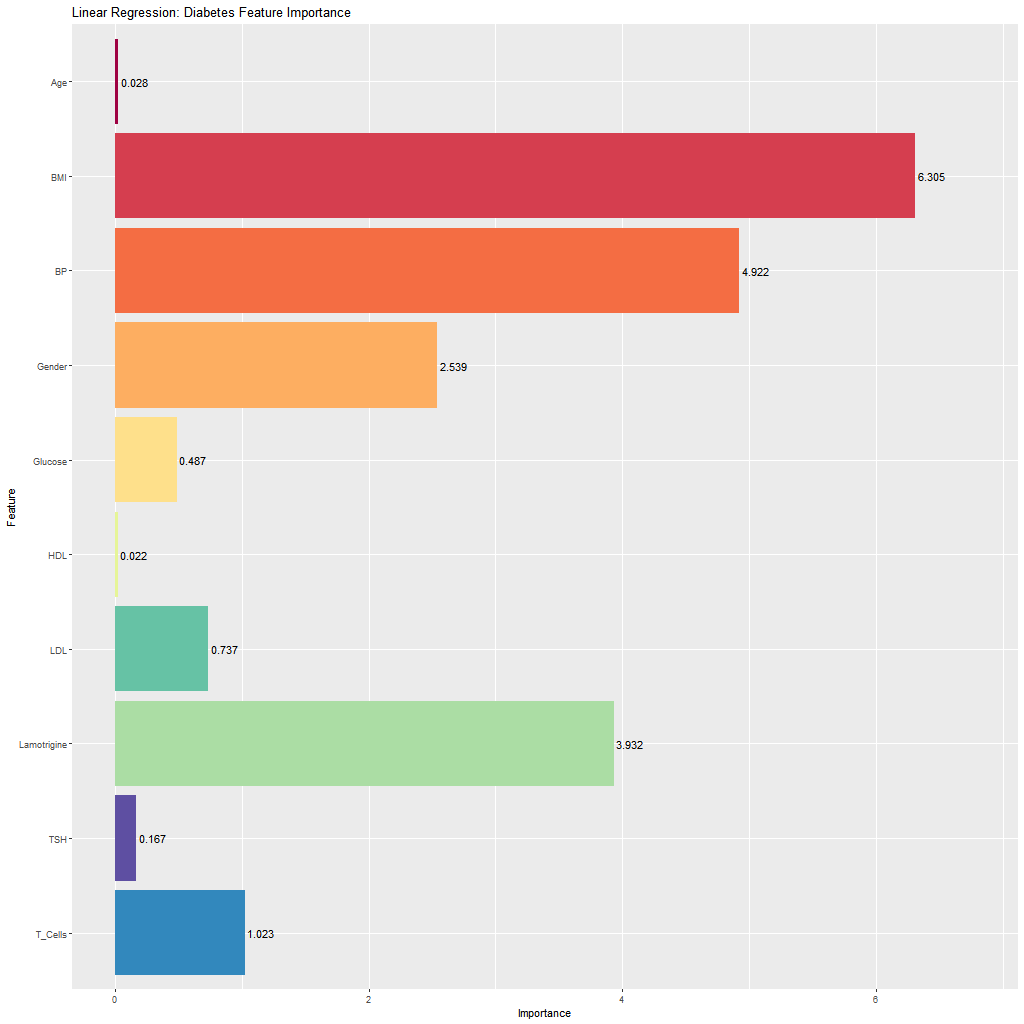 Linear Regression: Diabetes Feature Importance
Age 0.028
BMI 6.305
BP 4.922
Gender 2.539
Glucose 0.487
Feature
HDL 0.022
LDL 0.737
Lamotrigine 3.932
TSH 0.167
T_Cells 1.023
0 2 4 6
Importance